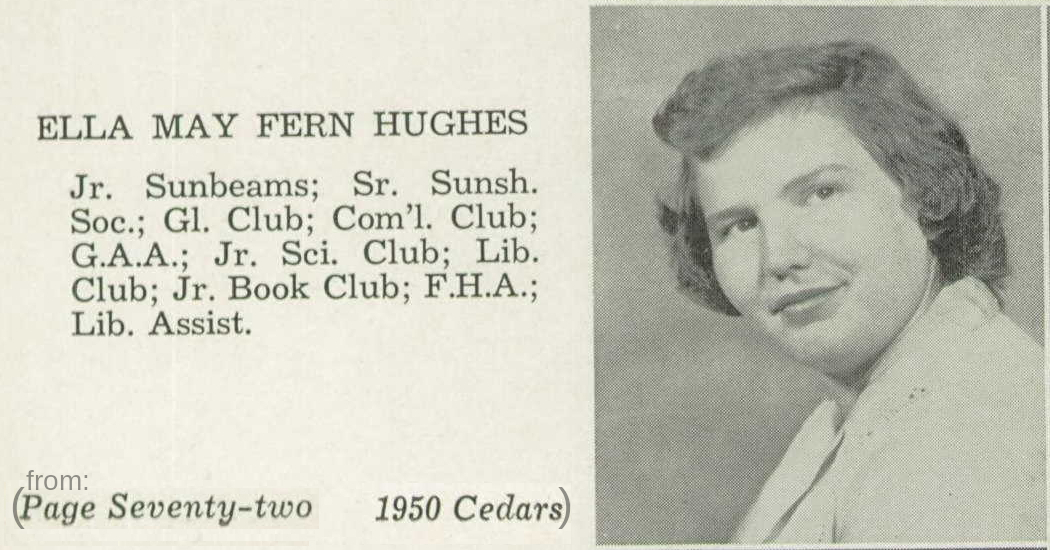 ELLA MAY FERN HUGHES
Jr. Sunbeams; Sr. Sunsh.
Soc.; Gl. Club; Com'l. Club;
G.A.A.; Jr. Sci. Club; Lib.
Club; Jr. Book Club; F.H.A.;
Lib. Assist.
from:
(Page Seventy-two 1950 Cedars)